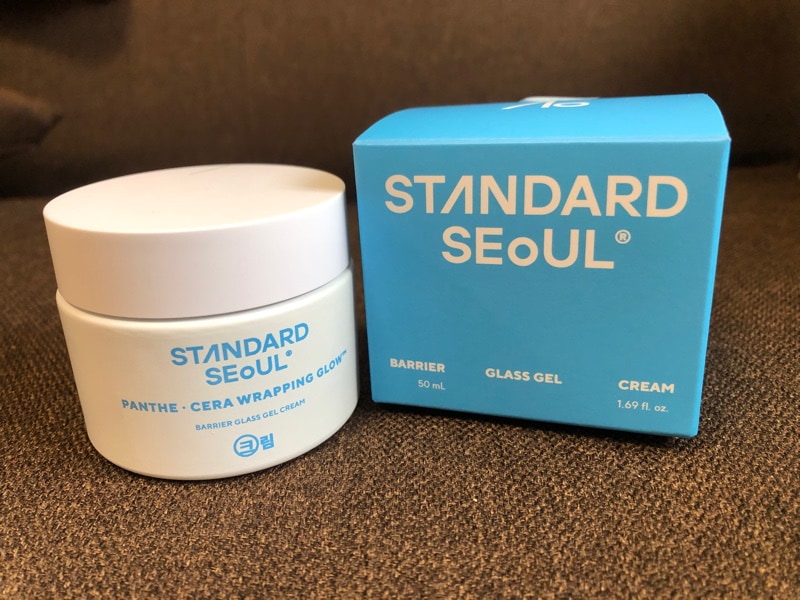 STANDARD
SEoUL®
PANTHE · CERA WRAPPING GLOW™
BARRIER GLASS GEL CREAM
크림
STANDARD
SEoUL®
BARRIER
50 mL
GLASS GEL
CREAM
1.69 fl. oz.